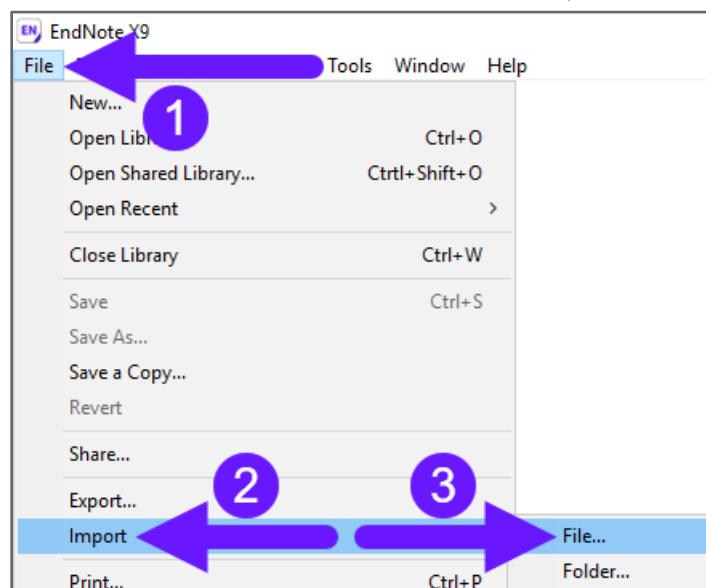 EndNote X9
File Tools Window Help
New...
1
Open Shared Library... Ctrtl+Shift+O
Open Ctrl+O
Open Recent >
Close Library Ctrl+W
Save Ctrl+S
Save As...
Save a Copy...
Revert
Share...
2 3
Export...
Import File...
Print... Ctrl+P Folder...